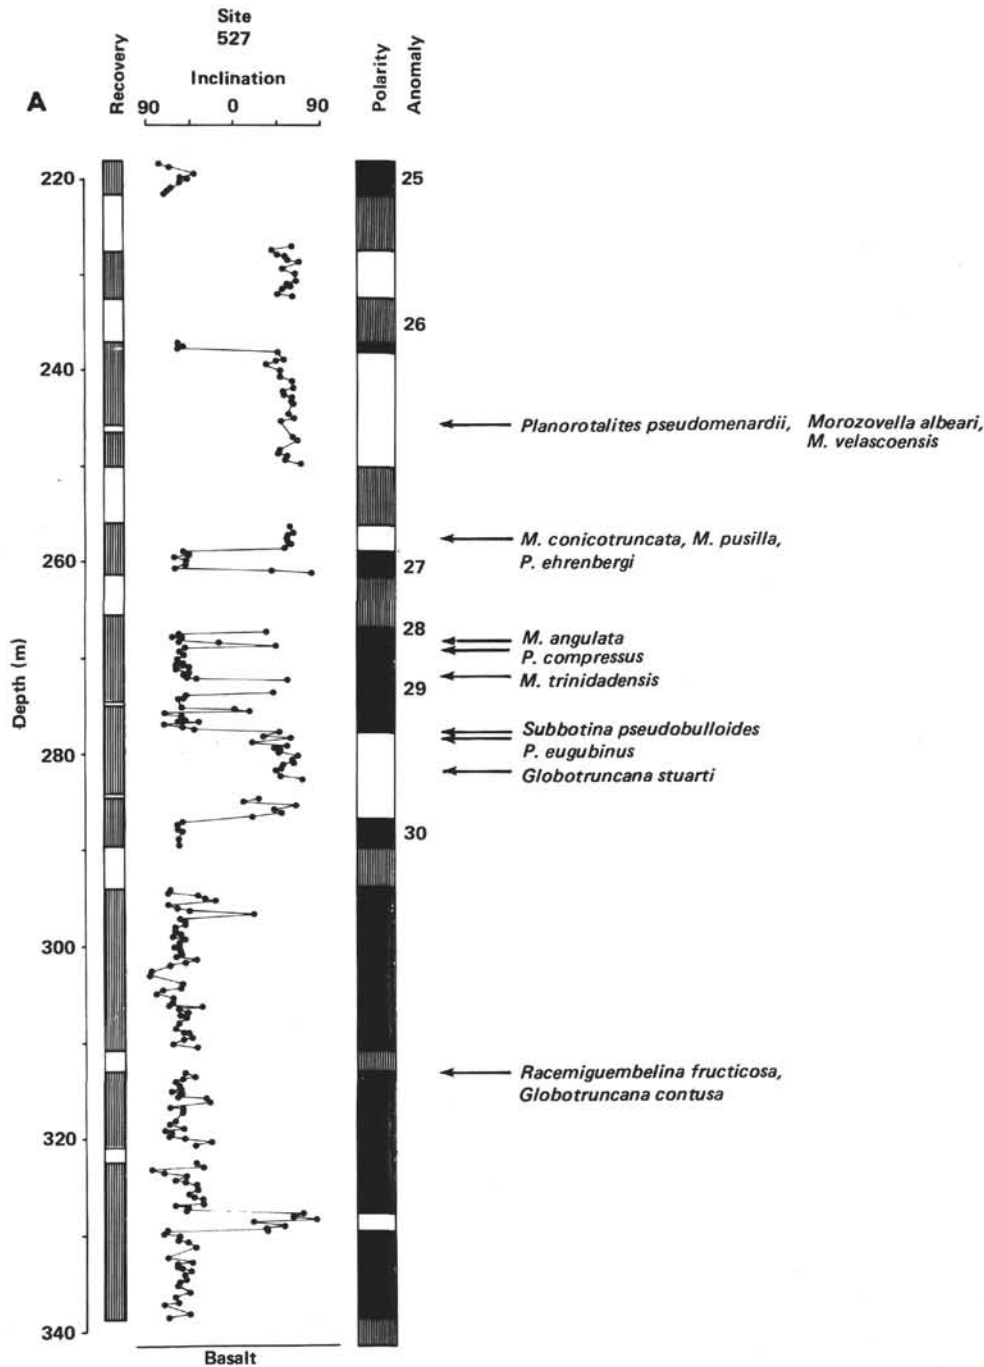 Site
527
A
Recovery
Inclination
90 0 90
Polarity
Anomaly
Depth (m)
220
240
260
280
300
320
340
25
26
27
28
29
30
Planorotalites pseudomenardii, Morozovella albeari,
M. velascoensis
M. conicotruncata, M. pusilla,
P. ehrenbergi
M. angulata
P. compressus
M. trinidadensis
Subbotina pseudobulloides
P. eugubinus
Globotruncana stuarti
Racemiguembelina fructicosa,
Globotruncana contusa
Basalt